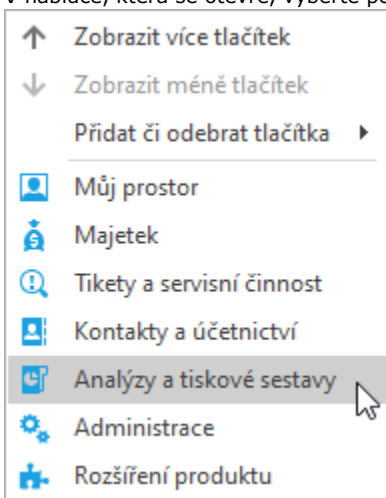 V nabídce, která se otevře, vyberte po
Zobrazit více tlačítek
Zobrazit méně tlačítek
Přidat či odebrat tlačítka
Můj prostor
Majetek
Tikety a servisní činnost
Kontakty a účetnictví
Analýzy a tiskové sestavy
Administrace
Rozšíření produktu